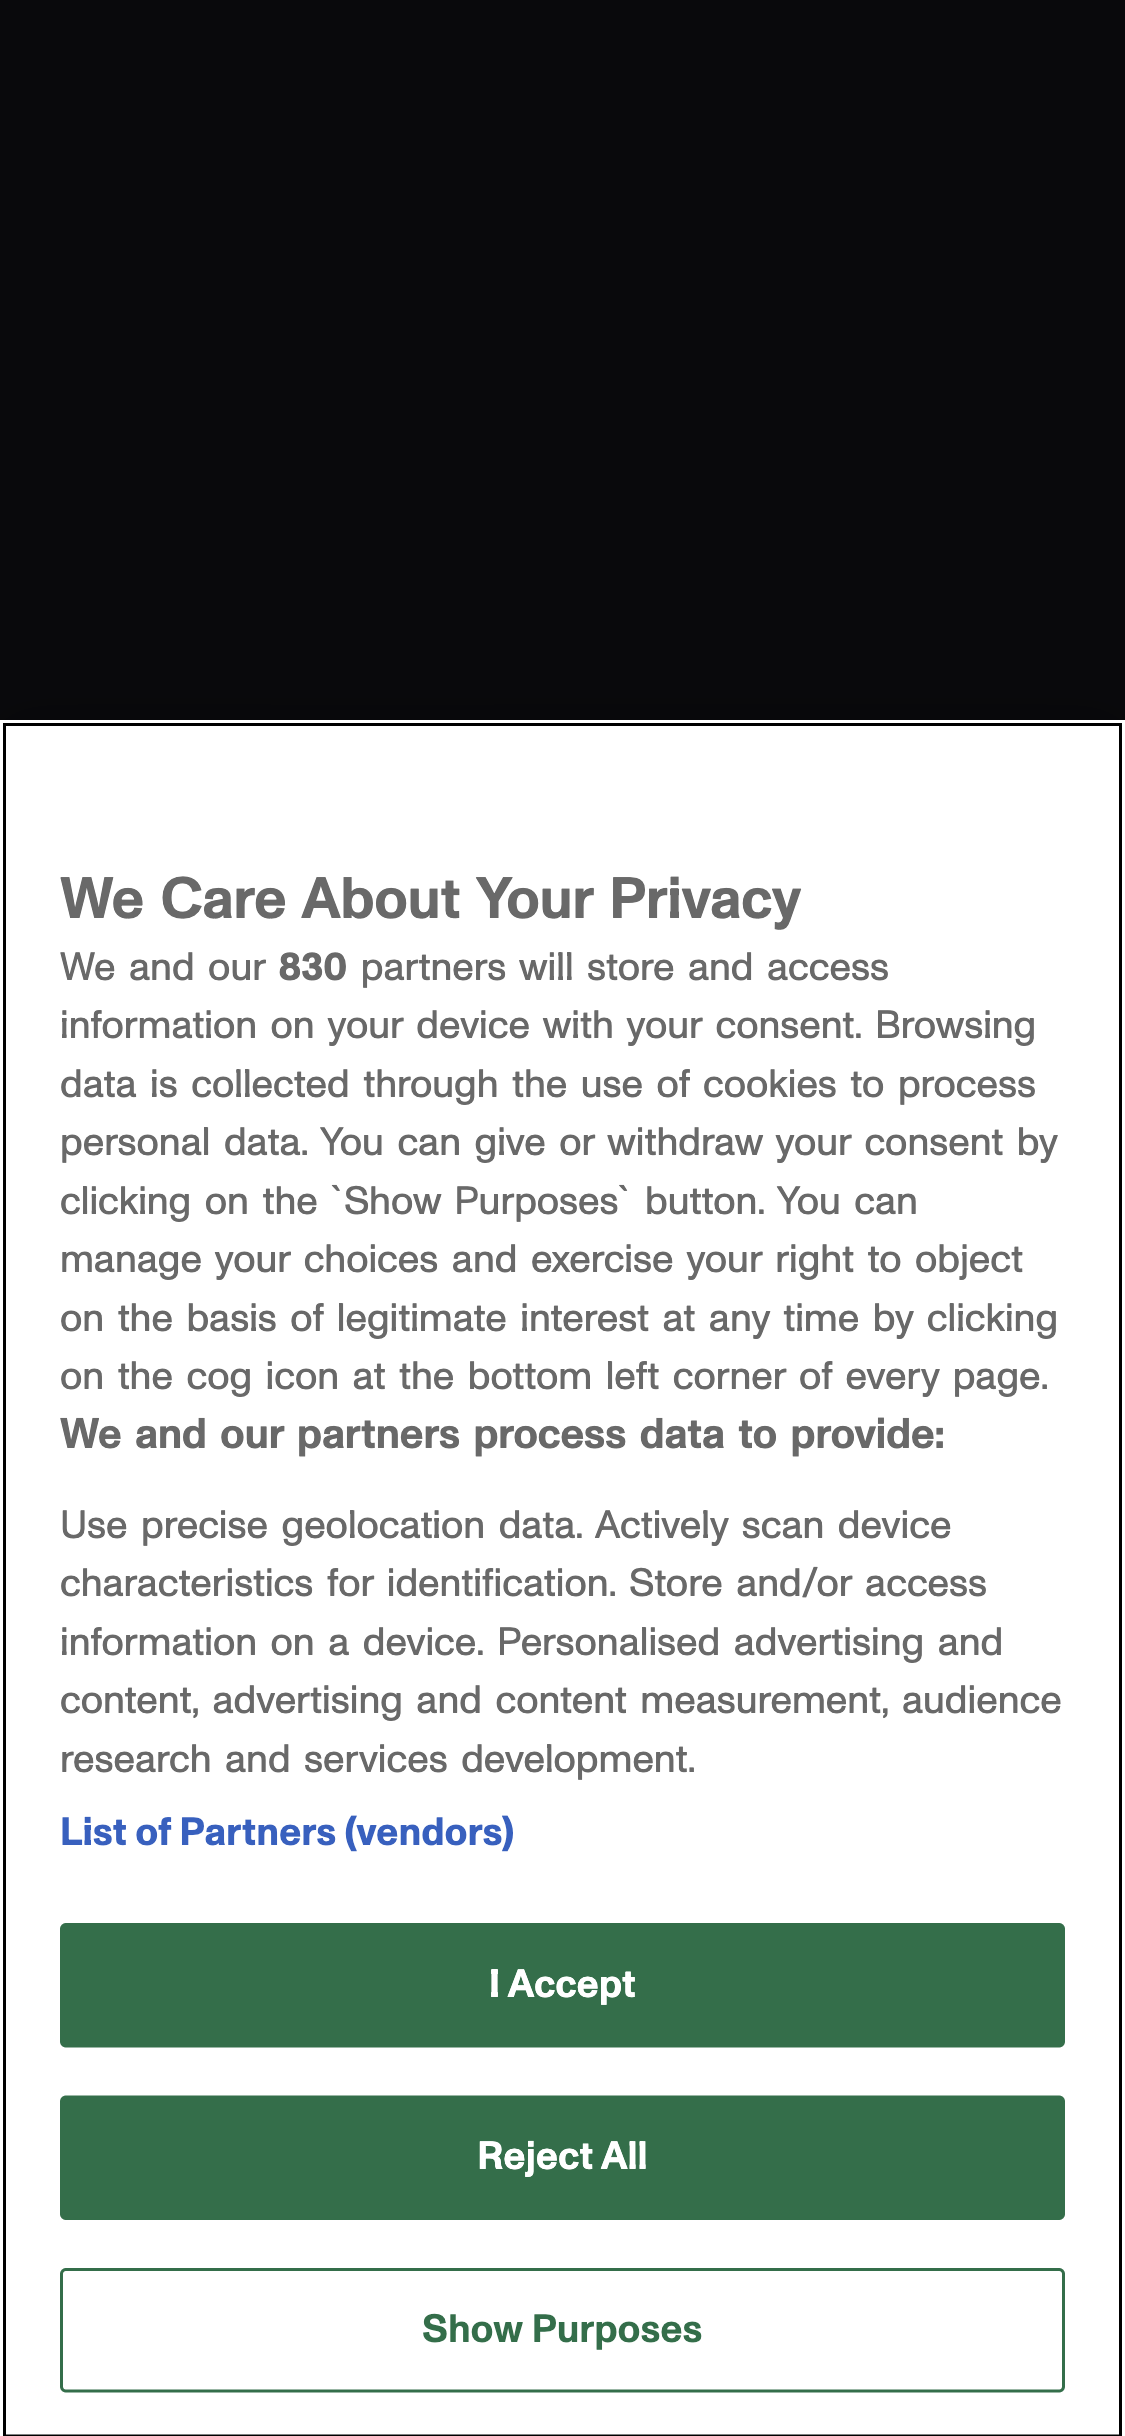 We Care About Your Privacy
We and our 830 partners will store and access
information on your device with your consent. Browsing
data is collected through the use of cookies to process
personal data. You can give or withdraw your consent by
clicking on the `Show Purposes` button. You can
manage your choices and exercise your right to object
on the basis of legitimate interest at any time by clicking
on the cog icon at the bottom left corner of every page.
We and our partners process data to provide:
Use precise geolocation data. Actively scan device
characteristics for identification. Store and/or access
information on a device. Personalised advertising and
content, advertising and content measurement, audience
research and services development.
List of Partners (vendors)
I Accept
Reject All
Show Purposes